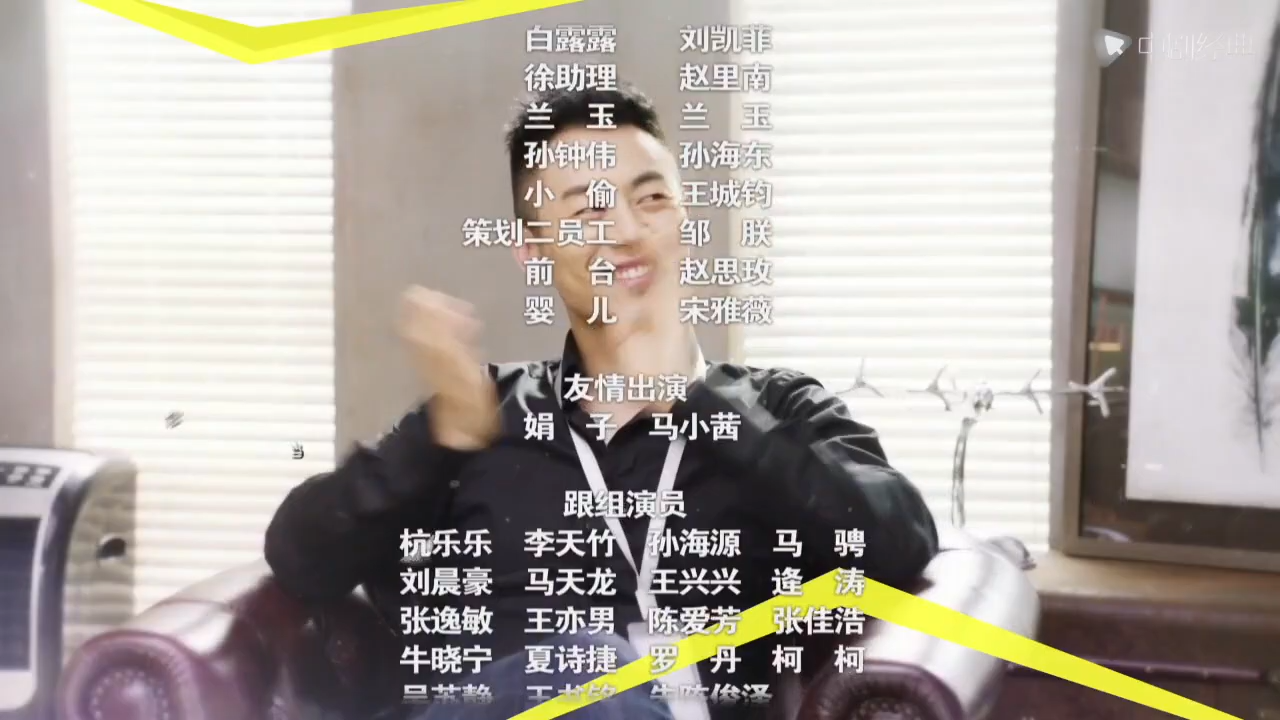 白露露 刘凯菲
中剧经典
徐助理 赵里南
兰 玉 兰 玉
孙钟伟 孙海东
小 偷 王城钧
策划二员工 邹 朕
前 台 赵思玫
婴 儿 宋雅薇
友情出演
娟 子 马小茜
跟组演员
杭乐乐 李天竹 孙海源 马 骋
刘晨豪 马天龙 王兴兴 逄 涛
张逸敏 王亦男 陈爱芳 张佳浩
牛晓宁 夏诗捷 罗 丹 柯 柯